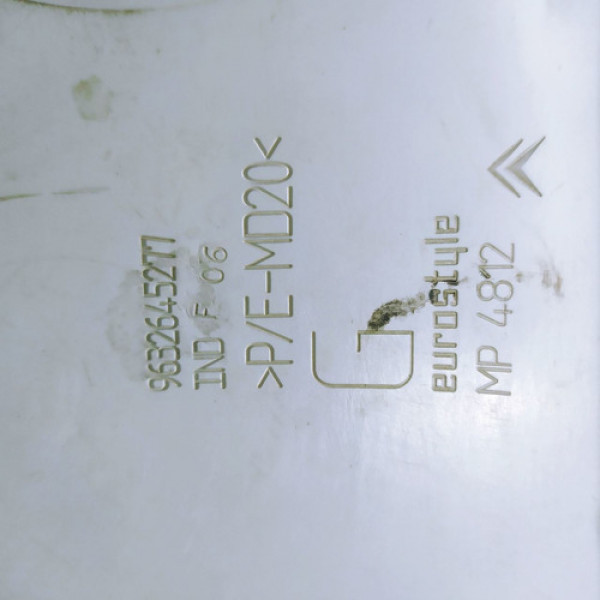 9632645277
IND F 06
>P/E-MD20<
eurostyle
MP 4812